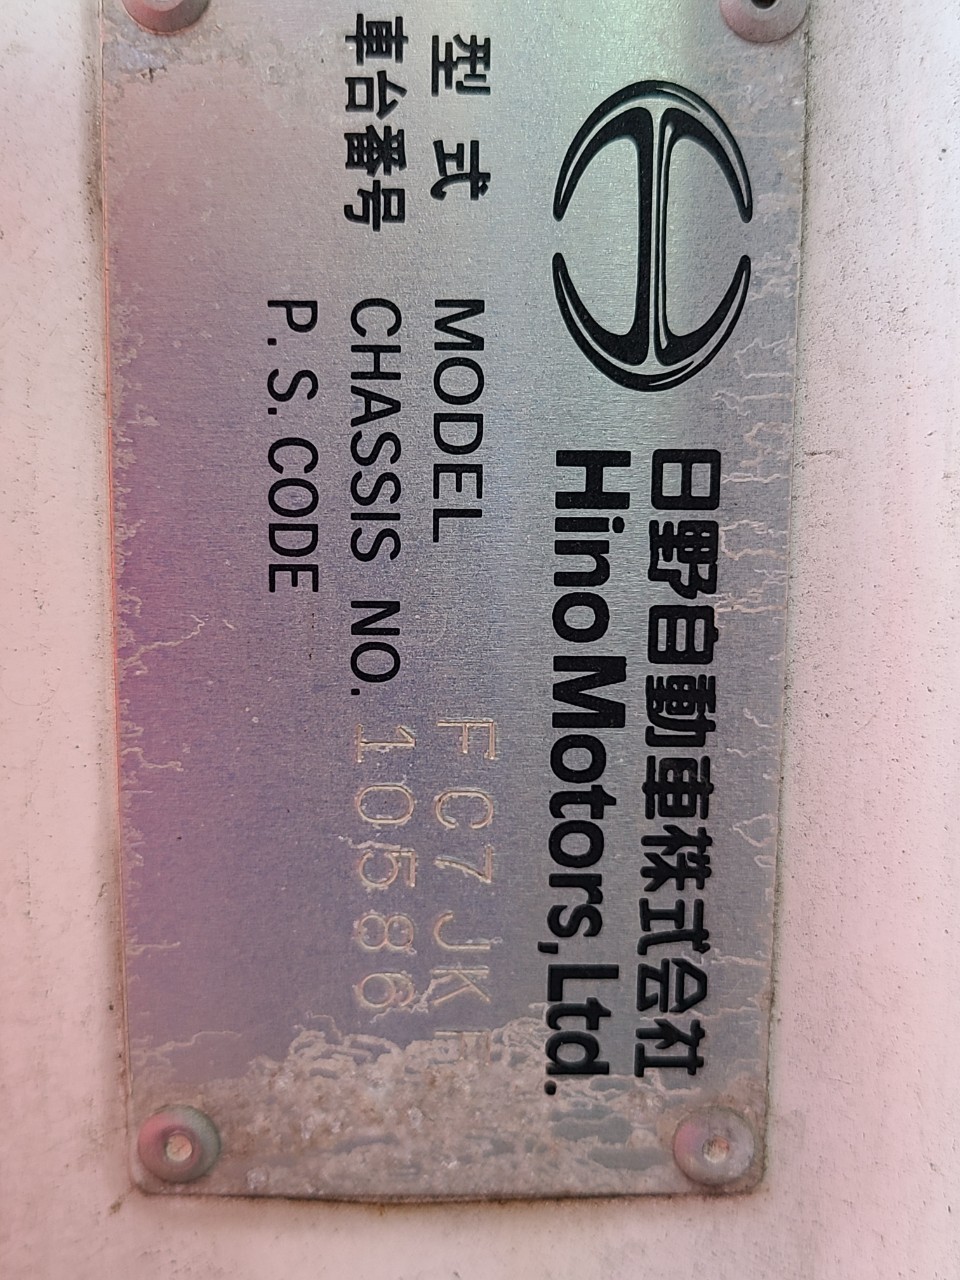 日野自動車株式会社
Hino Motors, Ltd.
型 式 MODEL FC7JK
車台番号 CHASSIS NO. 10586
P. S. CODE